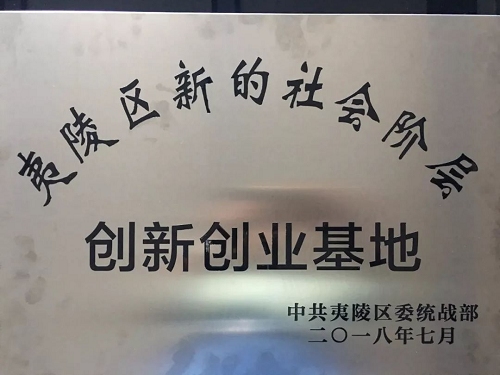 夷陵区新的社会阶层
创新创业基地
中共夷陵区委统战部
二〇一八年七月